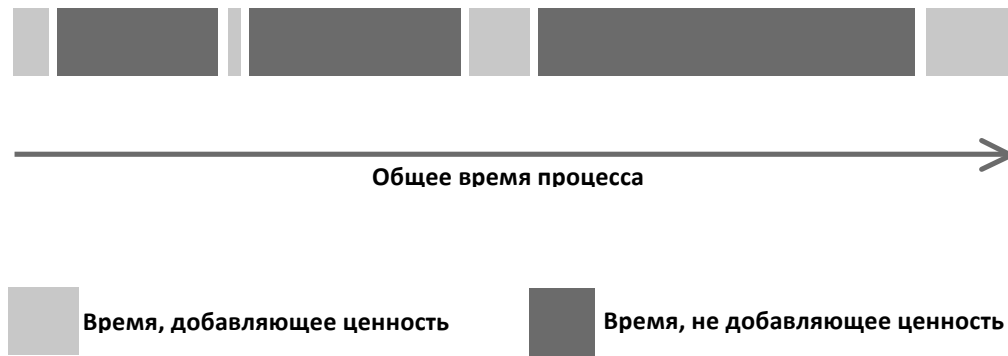 Общее время процесса
Время, добавляющее ценность
Время, не добавляющее ценность